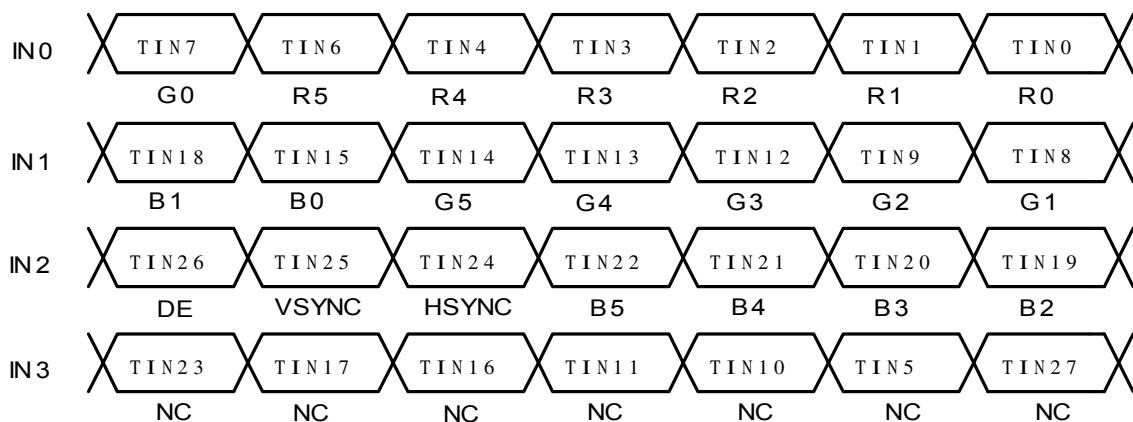 IN0 TIN7 TIN6 TIN4 TIN3 TIN2 TIN1 TIN0
G0 R5 R4 R3 R2 R1 R0
IN1 TIN18 TIN15 TIN14 TIN13 TIN12 TIN9 TIN8
B1 B0 G5 G4 G3 G2 G1
IN2 TIN26 TIN25 TIN24 TIN22 TIN21 TIN20 TIN19
DE VSYNC HSYNC B5 B4 B3 B2
IN3 TIN23 TIN17 TIN16 TIN11 TIN10 TIN5 TIN27
NC NC NC NC NC NC NC